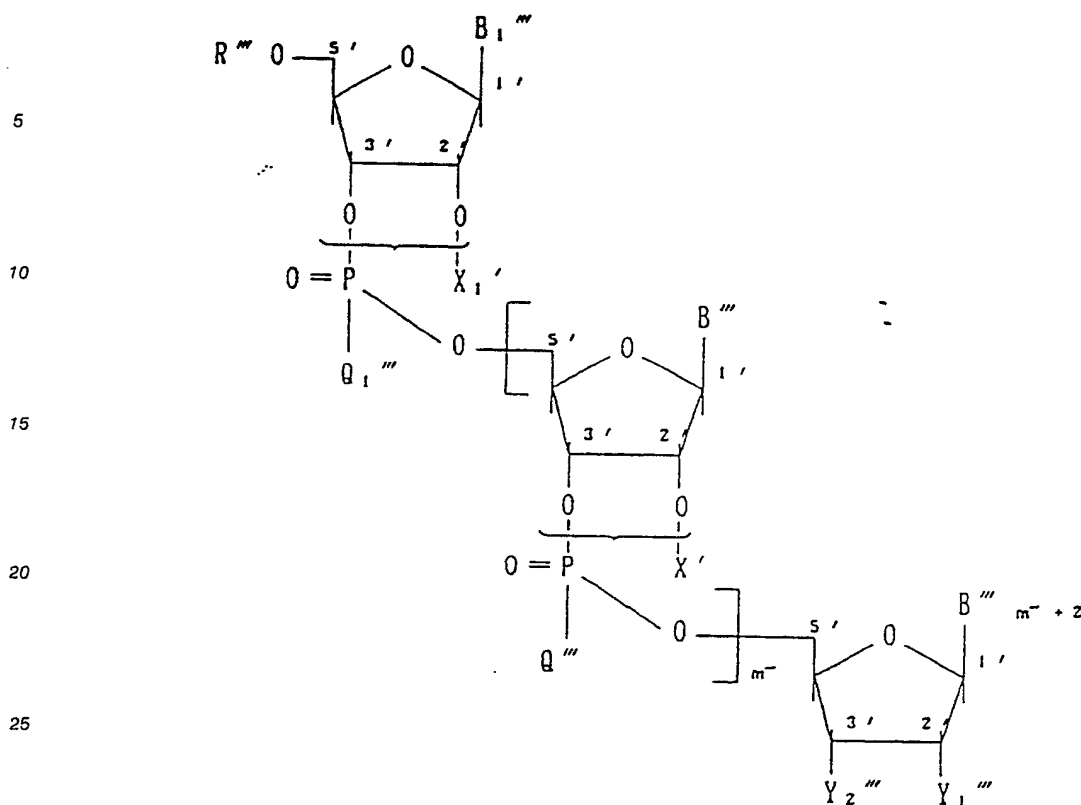 B₁‴
R‴ O 5′ O 1′
5
3′ 2′
O O
10
O=P X₁′
O 5′ O B‴
Q₁‴ 1′
15
3′ 2′
O O
20
O=P X′
O m⁻ 5′ O B‴ m⁻ + 2
Q‴ 1′
25
3′ 2′
Y₂‴ Y₁‴